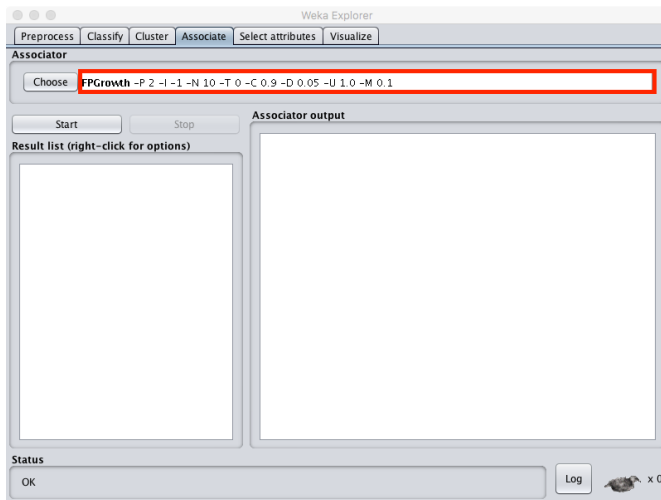 Weka Explorer
Preprocess Classify Cluster Associate Select attributes Visualize
Associator
Choose FPGrowth -P 2 -I -1 -N 10 -T 0 -C 0.9 -D 0.05 -U 1.0 -M 0.1
Start Stop
Associator output
Result list (right-click for options)
Status
OK
Log
x 0